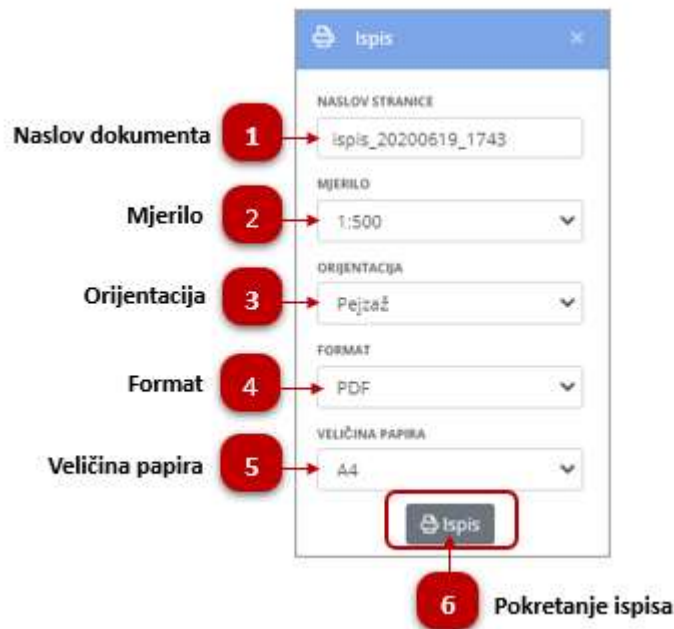 Ispis ×
NASLOV STRANICE
Naslov dokumenta 1 ispis_20200619_1743
MJERILO
Mjerilo 2 1:500
ORIJENTACIJA
Orijentacija 3 Pejzaž
FORMAT
Format 4 PDF
VELIČINA PAPIRA
Veličina papira 5 A4
Ispis
6 Pokretanje ispisa